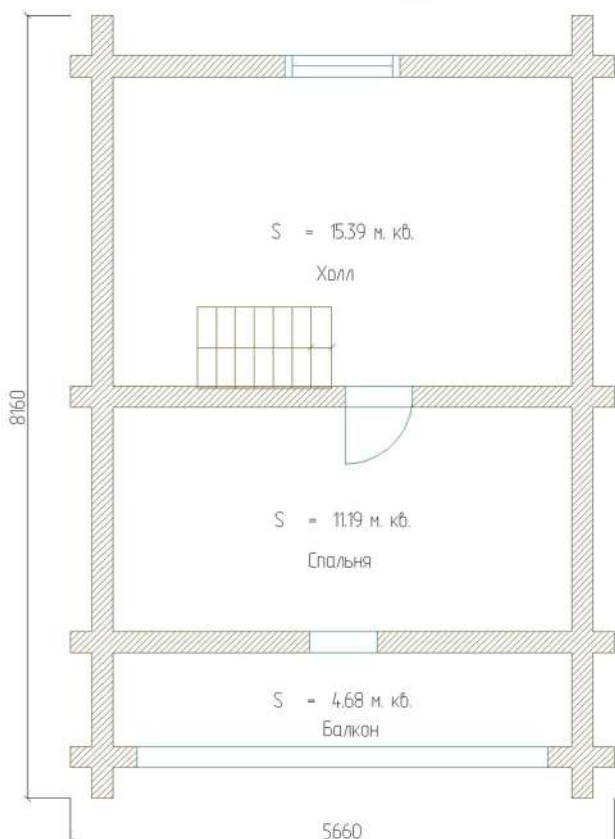 S = 15.39 м. кв.
Холл
8160
S = 11.19 м. кв.
Спальня
S = 4.68 м. кв.
Балкон
5660